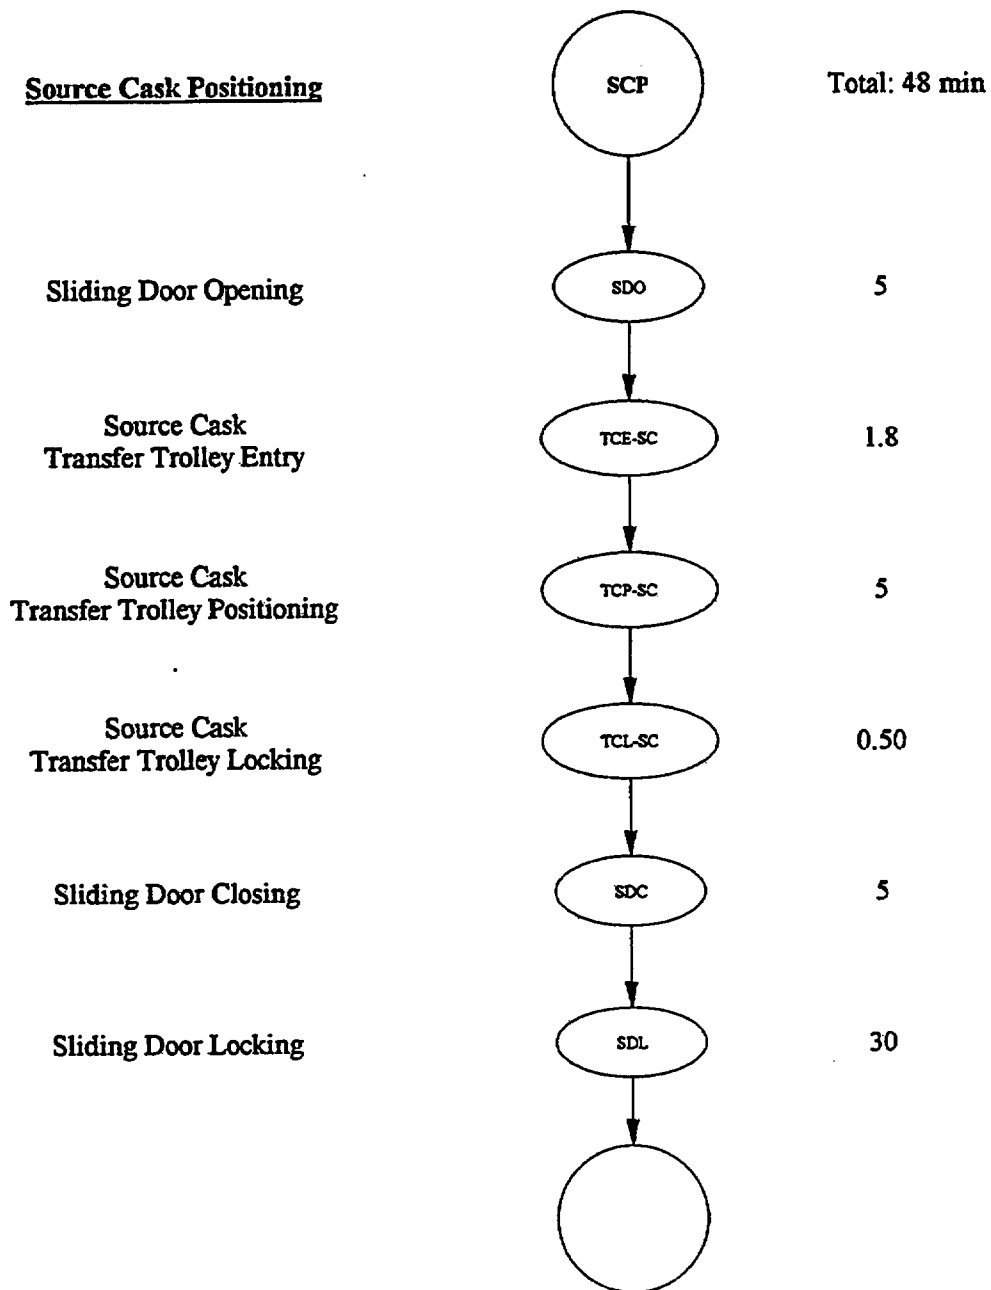 Source Cask Positioning
SCP
Total: 48 min
Sliding Door Opening
SDO
5
Source Cask
Transfer Trolley Entry
TCE-SC
1.8
Source Cask
Transfer Trolley Positioning
TCP-SC
5
Source Cask
Transfer Trolley Locking
TCL-SC
0.50
Sliding Door Closing
SDC
5
Sliding Door Locking
SDL
30